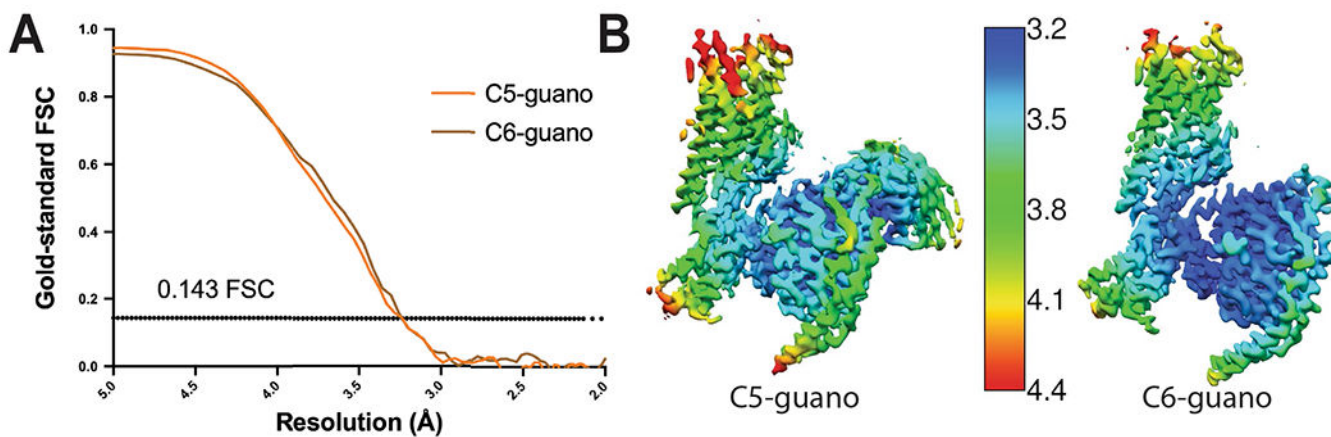 A
Gold-standard FSC
1.0
0.8
0.6
0.4
0.2
0.0
C5-guano
C6-guano
0.143 FSC
5.0 4.5 4.0 3.5 3.0 2.5 2.0
Resolution (Å)
B
3.2
3.5
3.8
4.1
4.4
C5-guano
C6-guano